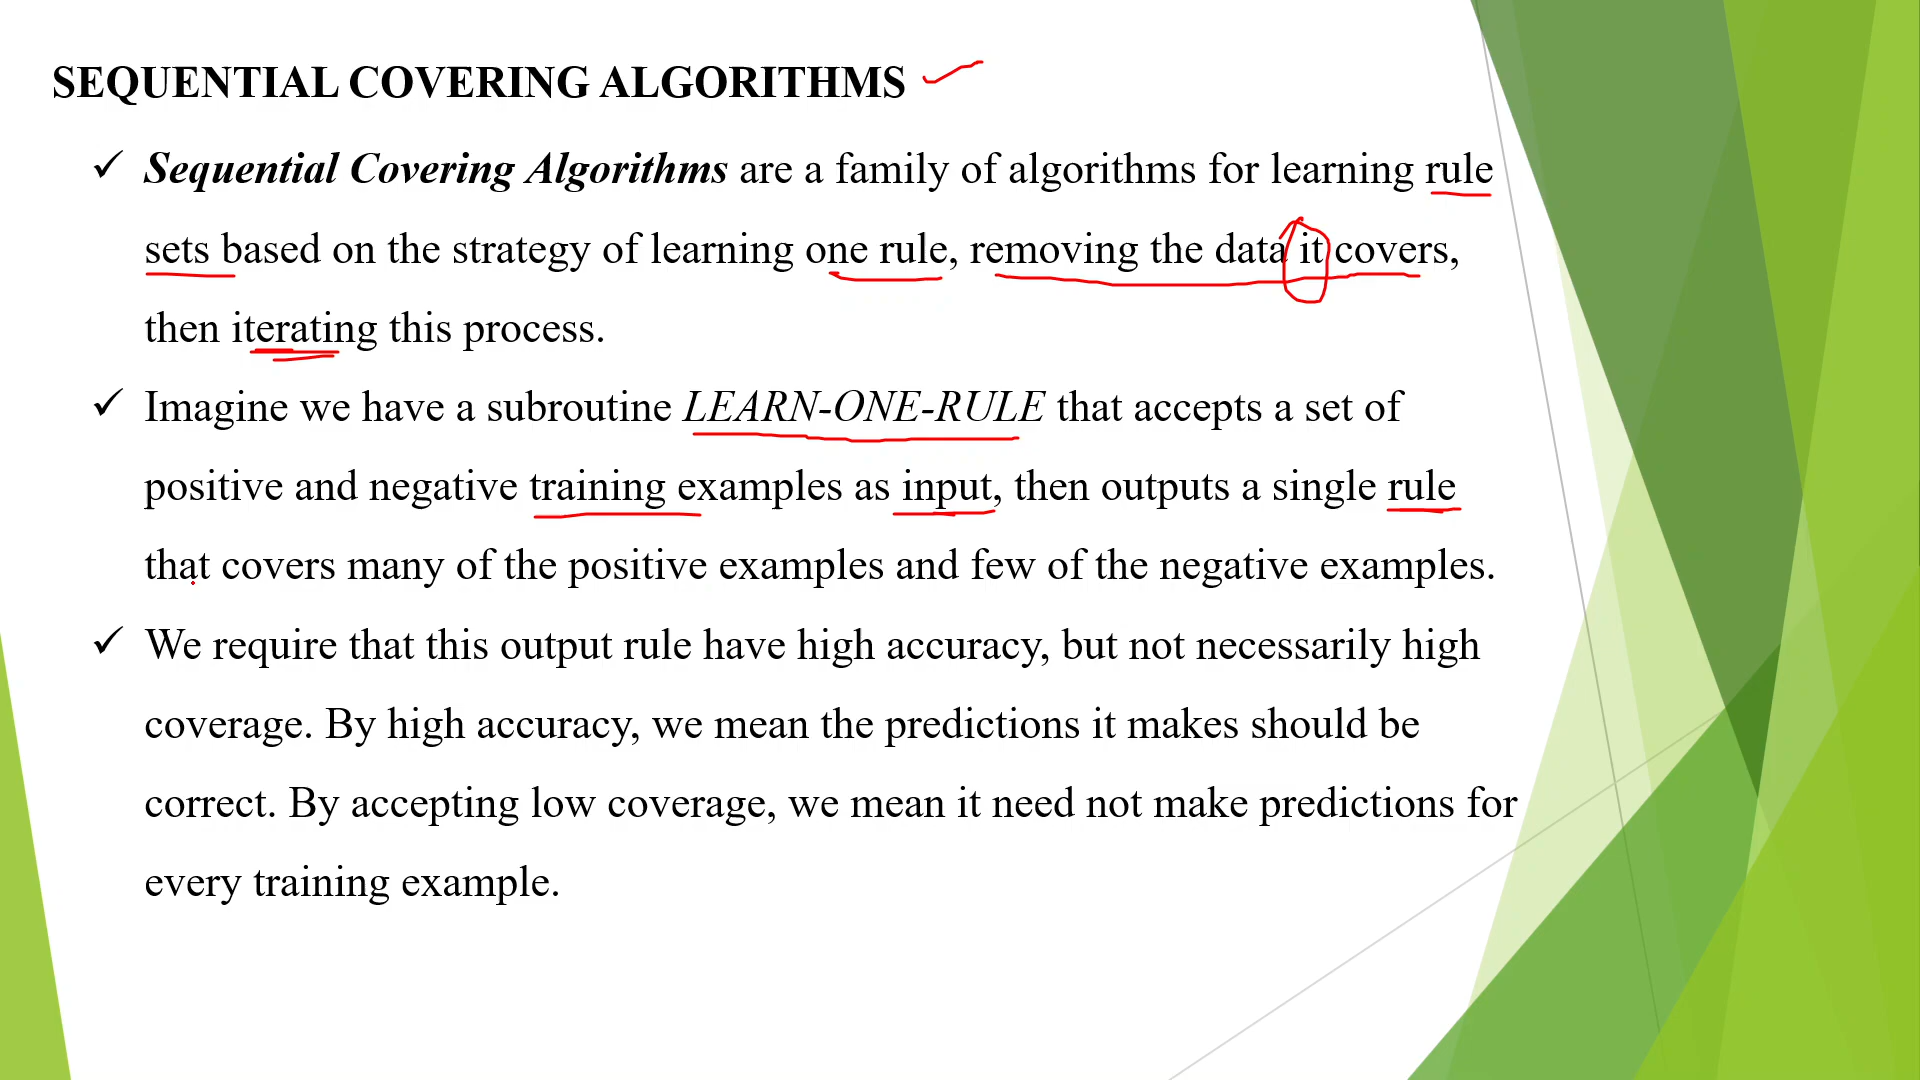 SEQUENTIAL COVERING ALGORITHMS
✓ Sequential Covering Algorithms are a family of algorithms for learning rule
sets based on the strategy of learning one rule, removing the data it covers,
then iterating this process.
✓ Imagine we have a subroutine LEARN-ONE-RULE that accepts a set of
positive and negative training examples as input, then outputs a single rule
that covers many of the positive examples and few of the negative examples.
✓ We require that this output rule have high accuracy, but not necessarily high
coverage. By high accuracy, we mean the predictions it makes should be
correct. By accepting low coverage, we mean it need not make predictions for
every training example.